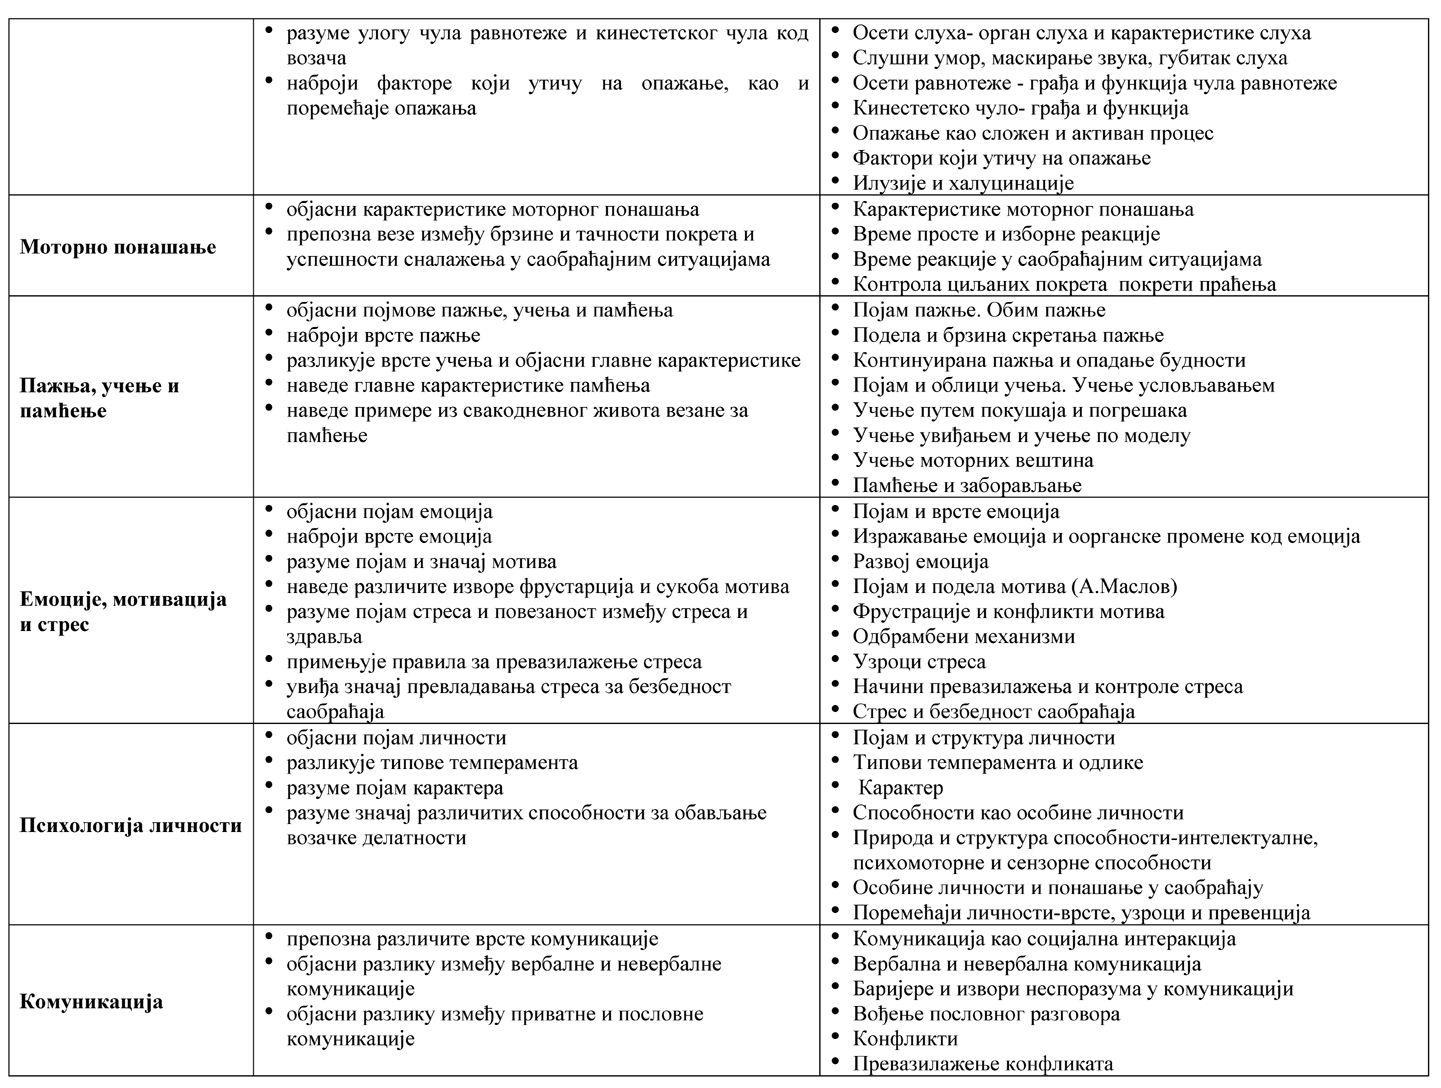 разуме улогу чула равнотеже и кинестетског чула код
возача
наброји факторе који утичу на опажање, као и
поремећаје опажања
Осети слуха- орган слуха и карактеристике слуха
Слушни умор, маскирање звука, губитак слуха
Осети равнотеже - грађа и функција чула равнотеже
Кинестетско чуло- грађа и функција
Опажање као сложен и активан процес
Фактори који утичу на опажање
Илузије и халуцинације
Моторно понашање
објасни карактеристике моторног понашања
препозна везе између брзине и тачности покрета и
успешности сналажења у саобраћајним ситуацијама
Карактеристике моторног понашања
Време просте и изборне реакције
Време реакције у саобраћајним ситуацијама
Контрола циљаних покрета  покрети праћења
Пажња, учење и
памћење
објасни појмове пажње, учења и памћења
наброји врсте пажње
разликује врсте учења и објасни главне карактеристике
наведе главне карактеристике памћења
наведе примере из свакодневног живота везане за
памћење
Појам пажње. Обим пажње
Подела и брзина скретања пажње
Континуирана пажња и опадање будности
Појам и облици учења. Учење условљавањем
Учење путем покушаја и погрешака
Учење увиђањем и учење по моделу
Учење моторних вештина
Памћење и заборављање
Емоције, мотивација
и стрес
објасни појам емоција
наброји врсте емоција
разуме појам и значај мотива
наведе различите изворе фрустарција и сукоба мотива
разуме појам стреса и повезаност између стреса и
здравља
примењује правила за превазилажење стреса
увиђа значај превладавања стреса за безбедност
саобраћаја
Појам и врсте емоција
Изражавање емоција и оорганске промене код емоција
Развој емоција
Појам и подела мотива (А.Маслов)
Фрустрације и конфликти мотива
Одбрамбени механизми
Узроци стреса
Начини превазилажења и контроле стреса
Стрес и безбедност саобраћаја
Психологија личности
објасни појам личности
разликује типове темперамента
разуме појам карактера
разуме значај различитих способности за обављање
возачке делатности
Појам и структура личности
Типови темперамента и одлике
Карактер
Способности као особине личности
Природа и структура способности-интелектуалне,
психомоторне и сензорне способности
Особине личности и понашање у саобраћају
Поремећаји личности-врсте, узроци и превенција
Комуникација
препозна различите врсте комуникације
објасни разлику између вербалне и невербалне
комуникације
објасни разлику између приватне и пословне
комуникације
Комуникација као социјална интеракција
Вербална и невербална комуникација
Баријере и извори неспоразума у комуникацији
Вођење пословног разговора
Конфликти
Превазилажење конфликата